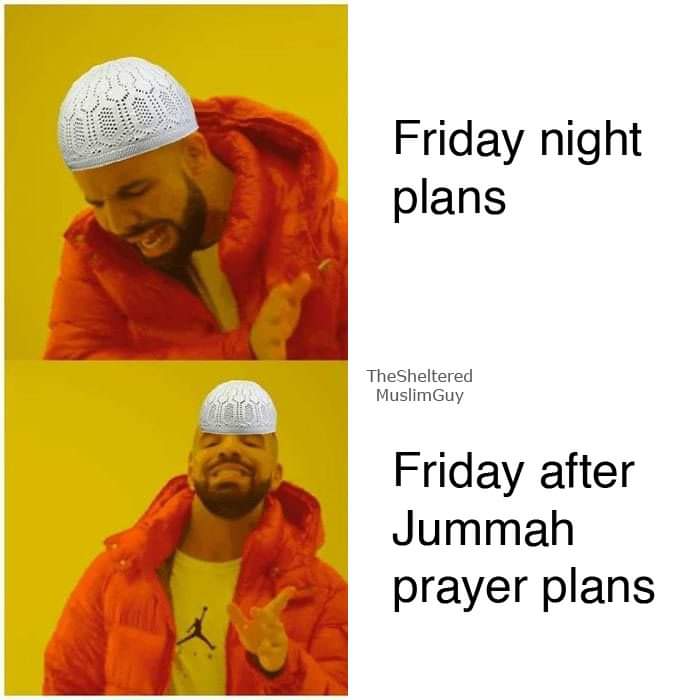 Friday night
plans
TheSheltered
MuslimGuy
Friday after
Jummah
prayer plans